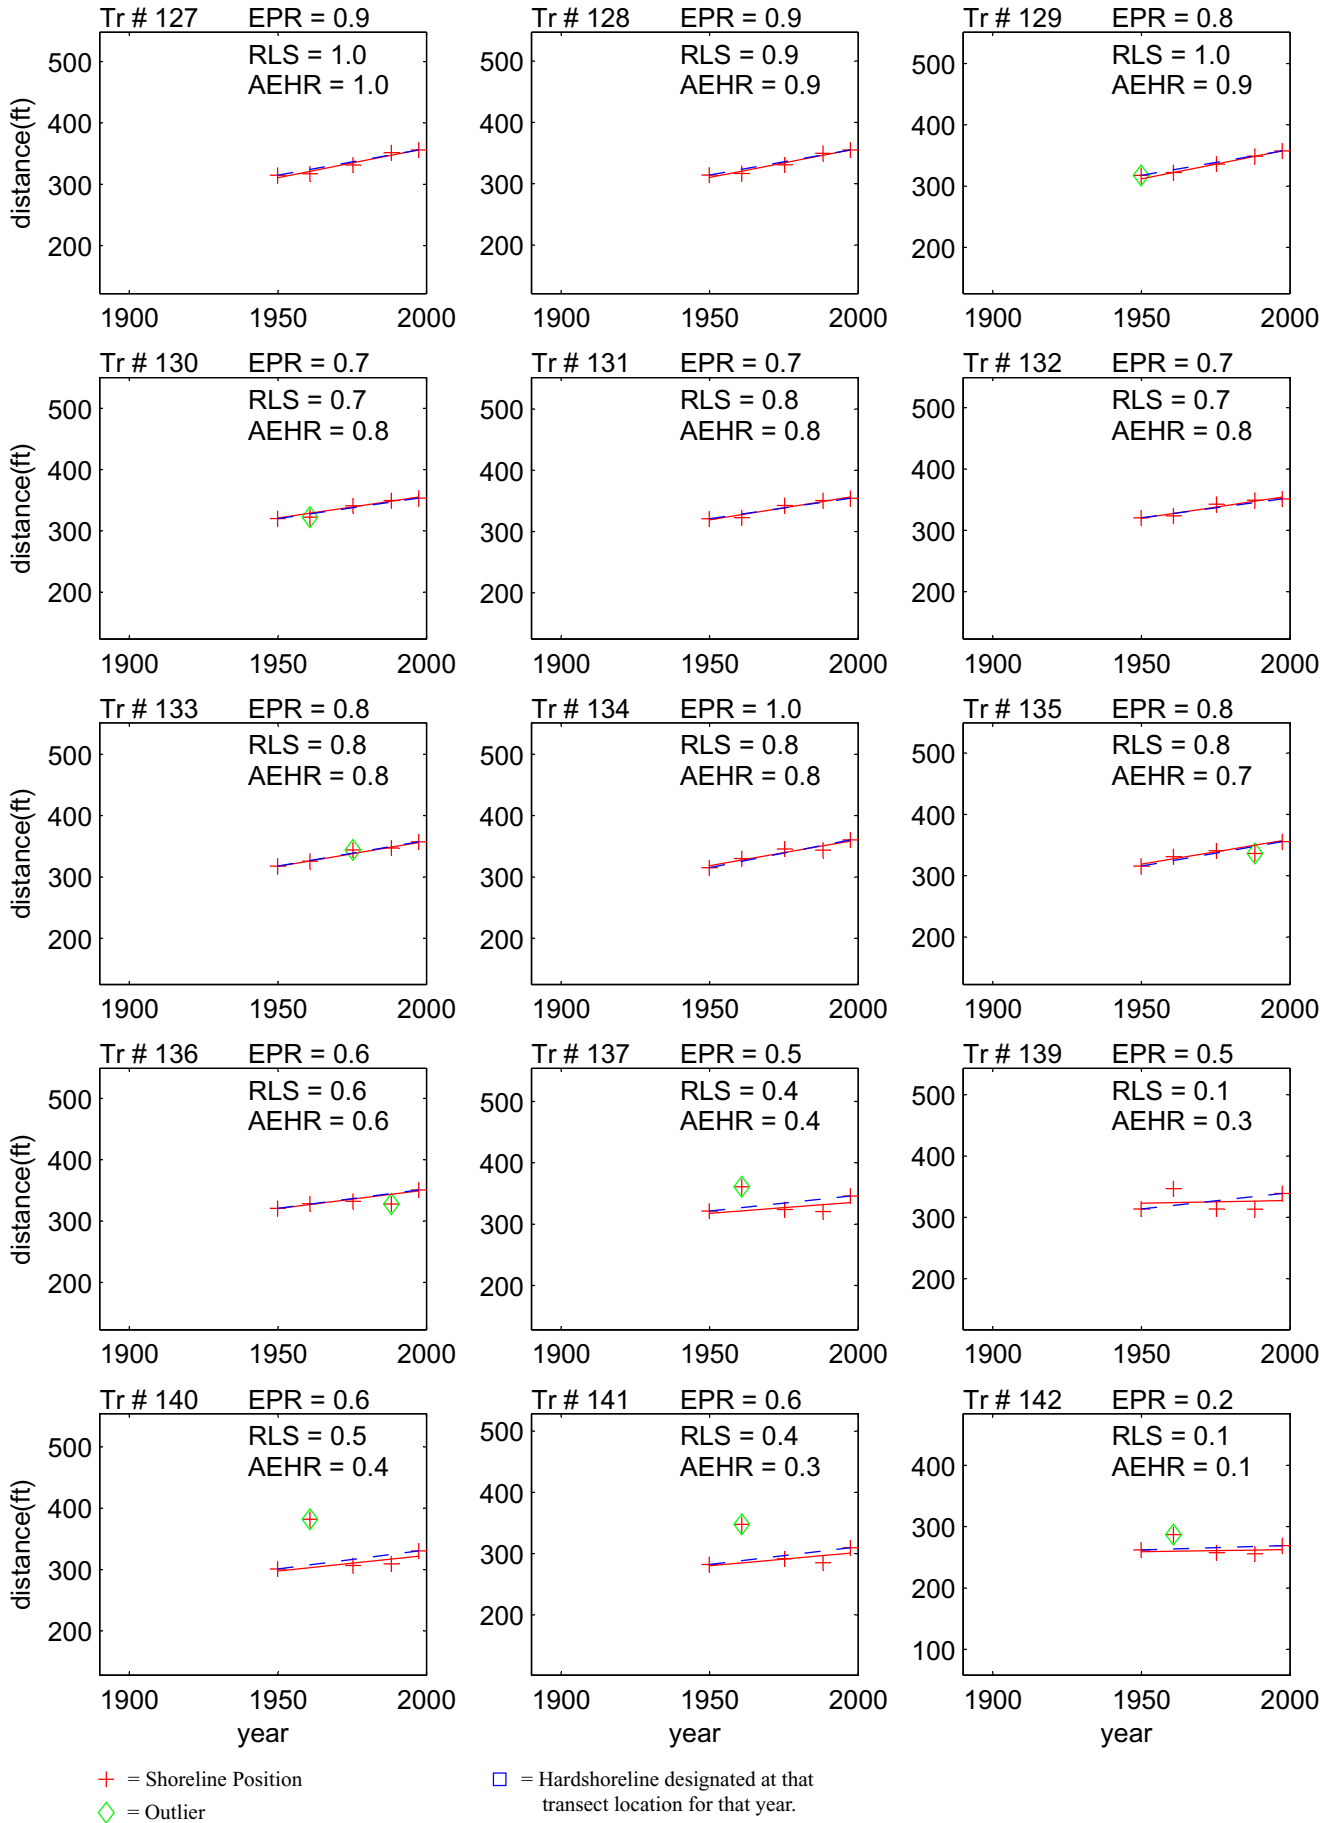 Tr # 127 EPR = 0.9 Tr # 128 EPR = 0.9 Tr # 129 EPR = 0.8
RLS = 1.0 RLS = 0.9 RLS = 1.0
AEHR = 1.0 AEHR = 0.9 AEHR = 0.9
500 500 500
400 400 400
300 300 300
200 200 200
distance(ft)
1900 1950 2000 1900 1950 2000 1900 1950 2000
Tr # 130 EPR = 0.7 Tr # 131 EPR = 0.7 Tr # 132 EPR = 0.7
RLS = 0.7 RLS = 0.8 RLS = 0.7
AEHR = 0.8 AEHR = 0.8 AEHR = 0.8
500 500 500
400 400 400
300 300 300
200 200 200
distance(ft)
1900 1950 2000 1900 1950 2000 1900 1950 2000
Tr # 133 EPR = 0.8 Tr # 134 EPR = 1.0 Tr # 135 EPR = 0.8
RLS = 0.8 RLS = 0.8 RLS = 0.8
AEHR = 0.8 AEHR = 0.8 AEHR = 0.7
500 500 500
400 400 400
300 300 300
200 200 200
distance(ft)
1900 1950 2000 1900 1950 2000 1900 1950 2000
Tr # 136 EPR = 0.6 Tr # 137 EPR = 0.5 Tr # 139 EPR = 0.5
RLS = 0.6 RLS = 0.4 RLS = 0.1
AEHR = 0.6 AEHR = 0.4 AEHR = 0.3
500 500 500
400 400 400
300 300 300
200 200 200
distance(ft)
1900 1950 2000 1900 1950 2000 1900 1950 2000
Tr # 140 EPR = 0.6 Tr # 141 EPR = 0.6 Tr # 142 EPR = 0.2
RLS = 0.5 RLS = 0.4 RLS = 0.1
AEHR = 0.4 AEHR = 0.3 AEHR = 0.1
500 500 400
400 400 300
300 300 200
200 200 100
distance(ft)
1900 1950 2000 1900 1950 2000 1900 1950 2000
year year year
= Shoreline Position = Hardshoreline designated at that
transect location for that year.
= Outlier